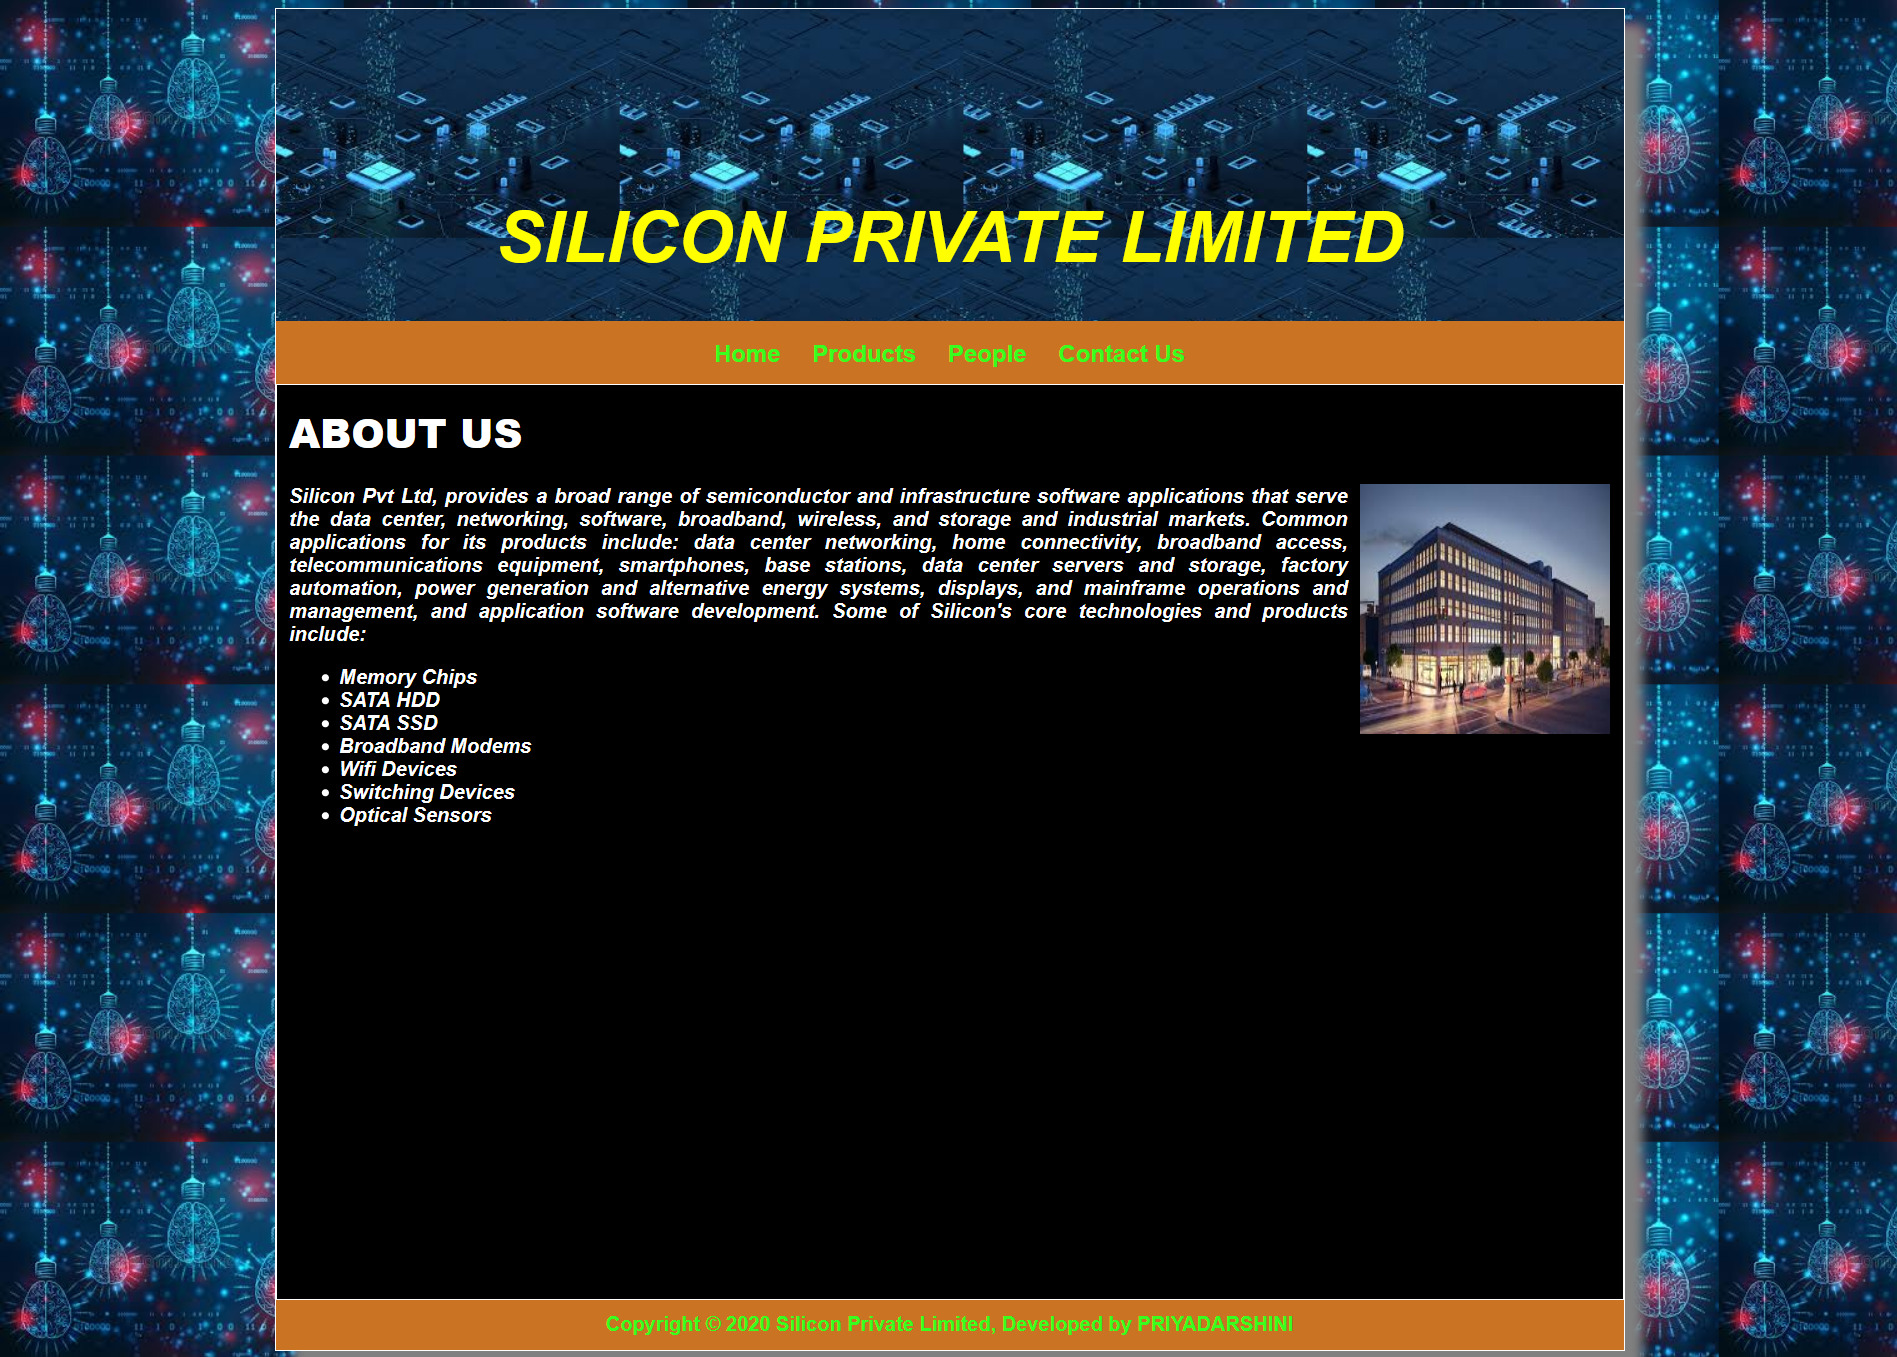 SILICON PRIVATE LIMITED
Home Products People Contact Us
ABOUT US
Silicon Pvt Ltd, provides a broad range of semiconductor and infrastructure software applications that serve
the data center, networking, software, broadband, wireless, and storage and industrial markets. Common
applications for its products include: data center networking, home connectivity, broadband access,
telecommunications equipment, smartphones, base stations, data center servers and storage, factory
automation, power generation and alternative energy systems, displays, and mainframe operations and
management, and application software development. Some of Silicon's core technologies and products
include:
• Memory Chips
• SATA HDD
• SATA SSD
• Broadband Modems
• Wifi Devices
• Switching Devices
• Optical Sensors
Copyright © 2020 Silicon Private Limited, Developed by PRIYADARSHINI